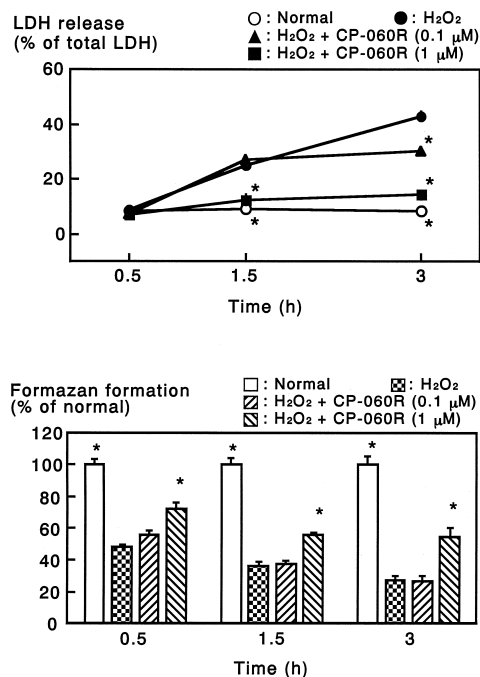 LDH release
(% of total LDH)
: Normal : H₂O₂
: H₂O₂ + CP-060R (0.1 μM)
: H₂O₂ + CP-060R (1 μM)
60
40
20
0
*
*
*
*
*
0.5 1.5 3
Time (h)
Formazan formation
(% of normal)
: Normal : H₂O₂
: H₂O₂ + CP-060R (0.1 μM)
: H₂O₂ + CP-060R (1 μM)
120
100
80
60
40
20
0
* * * * * *
0.5 1.5 3
Time (h)